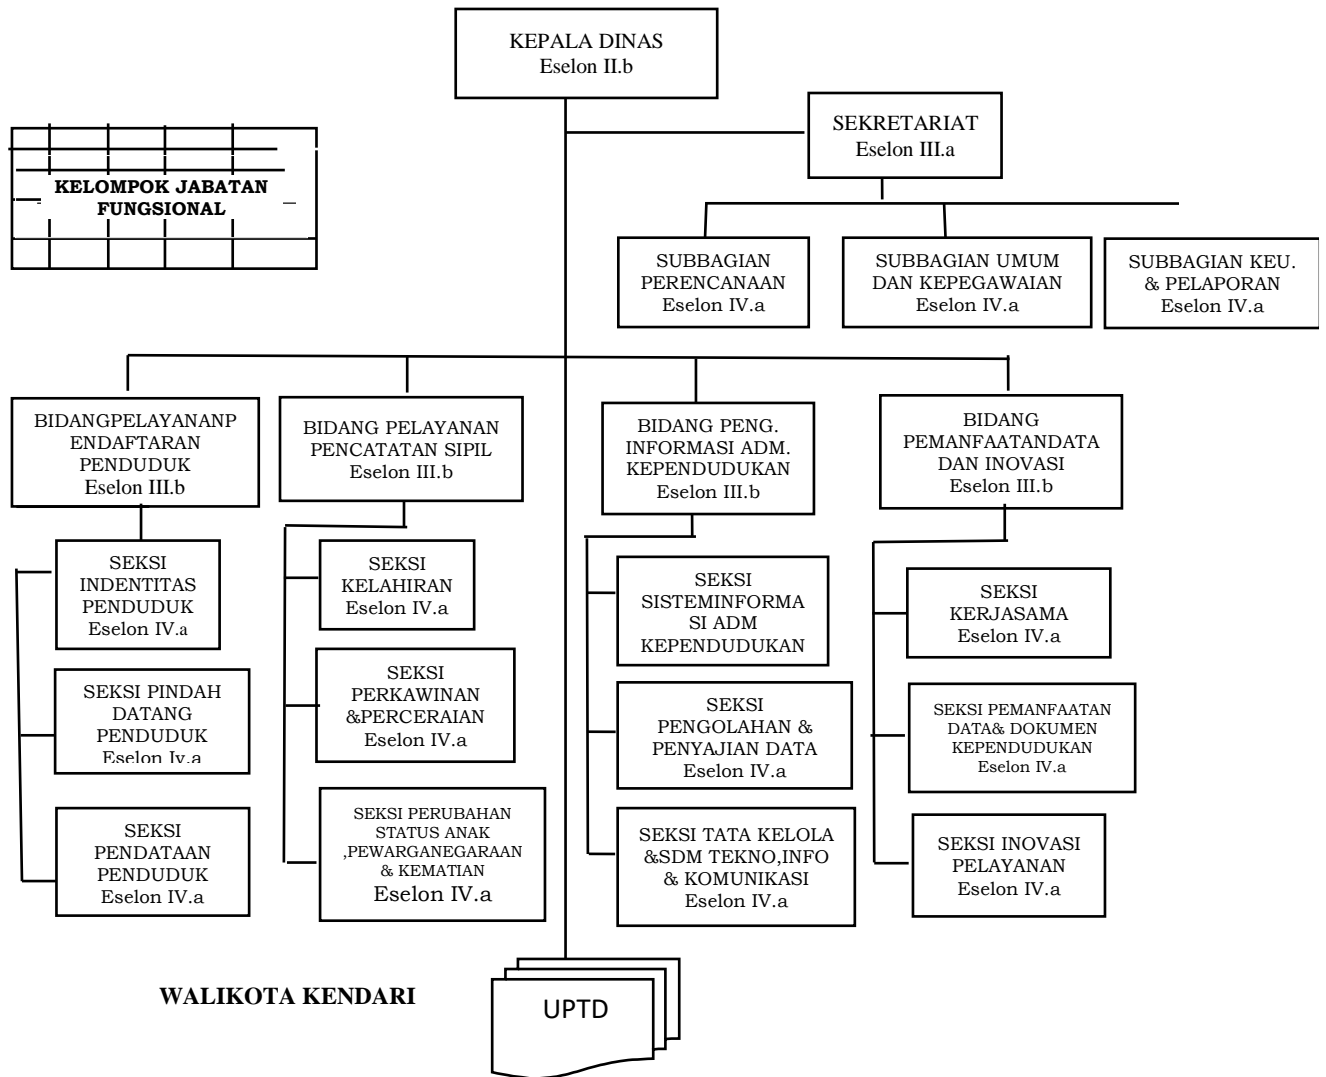 KEPALA DINAS
Eselon II.b
SEKRETARIAT
Eselon III.a
KELOMPOK JABATAN
FUNGSIONAL
SUBBAGIAN
PERENCANAAN
Eselon IV.a
SUBBAGIAN UMUM
DAN KEPEGAWAIAN
Eselon IV.a
SUBBAGIAN KEU.
& PELAPORAN
Eselon IV.a
BIDANGPELAYANANP
ENDAFTARAN
PENDUDUK
Eselon III.b
BIDANG PELAYANAN
PENCATATAN SIPIL
Eselon III.b
BIDANG PENG.
INFORMASI ADM.
KEPENDUDUKAN
Eselon III.b
BIDANG
PEMANFAATANDATA
DAN INOVASI
Eselon III.b
SEKSI
INDENTITAS
PENDUDUK
Eselon IV.a
SEKSI PINDAH
DATANG
PENDUDUK
Eselon Iv.a
SEKSI
PENDATAAN
PENDUDUK
Eselon IV.a
SEKSI
KELAHIRAN
Eselon IV.a
SEKSI
PERKAWINAN
&PERCERAIAN
Eselon IV.a
SEKSI PERUBAHAN
STATUS ANAK
,PEWARGANEGARAAN
& KEMATIAN
Eselon IV.a
SEKSI
SISTEMINFORMA
SI ADM
KEPENDUDUKAN
SEKSI
PENGOLAHAN &
PENYAJIAN DATA
Eselon IV.a
SEKSI TATA KELOLA
&SDM TEKNO,INFO
& KOMUNIKASI
Eselon IV.a
SEKSI
KERJASAMA
Eselon IV.a
SEKSI PEMANFAATAN
DATA& DOKUMEN
KEPENDUDUKAN
Eselon IV.a
SEKSI INOVASI
PELAYANAN
Eselon IV.a
WALIKOTA KENDARI
UPTD